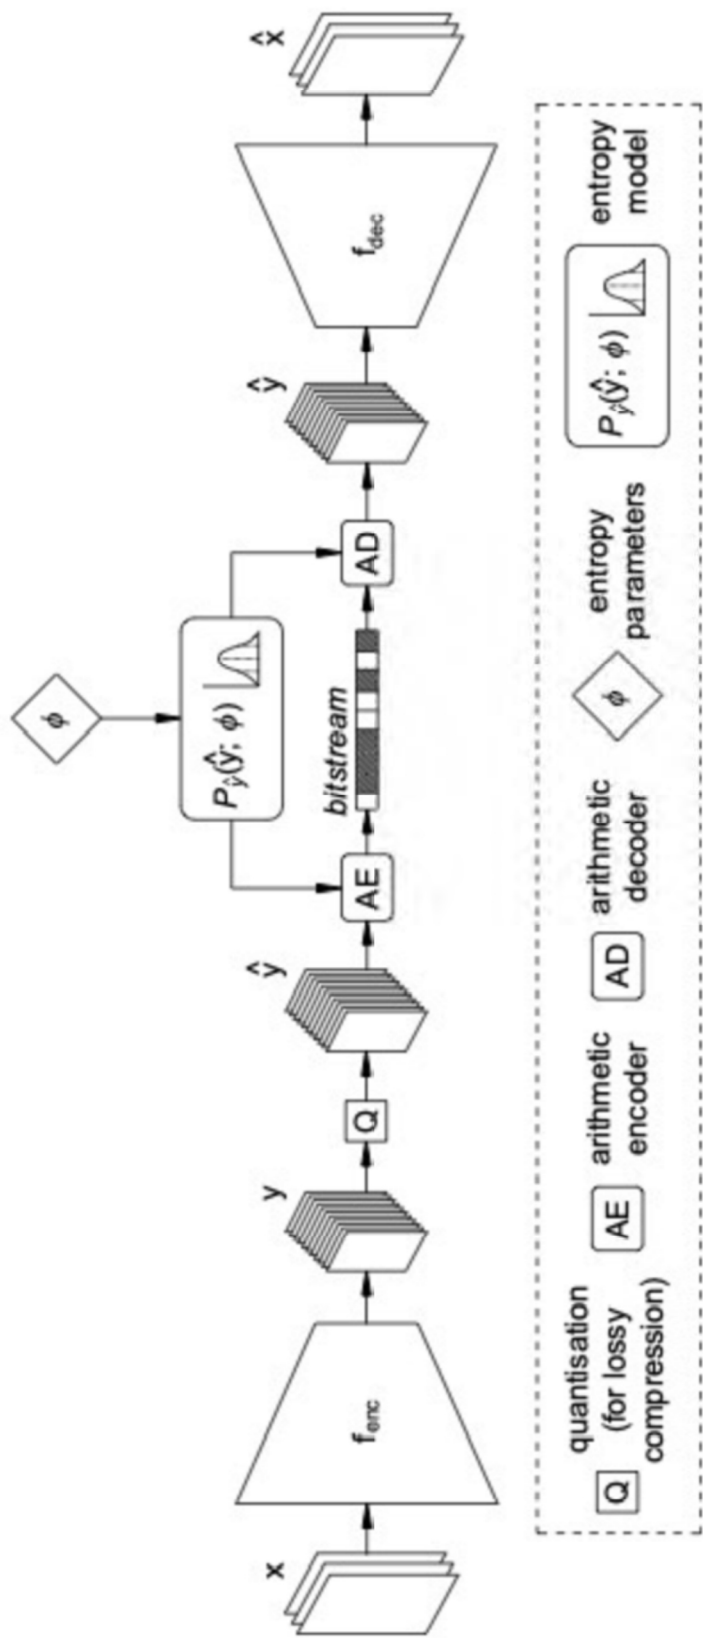 x
f_enc
y
Q
ŷ
AE
bitstream
AD
ŷ
f_dec
x̂
ϕ
P_ŷ(ŷ; ϕ)
Q
quantisation
(for lossy
compression)
AE
arithmetic
encoder
AD
arithmetic
decoder
ϕ
entropy
parameters
P_ŷ(ŷ; ϕ)
entropy
model